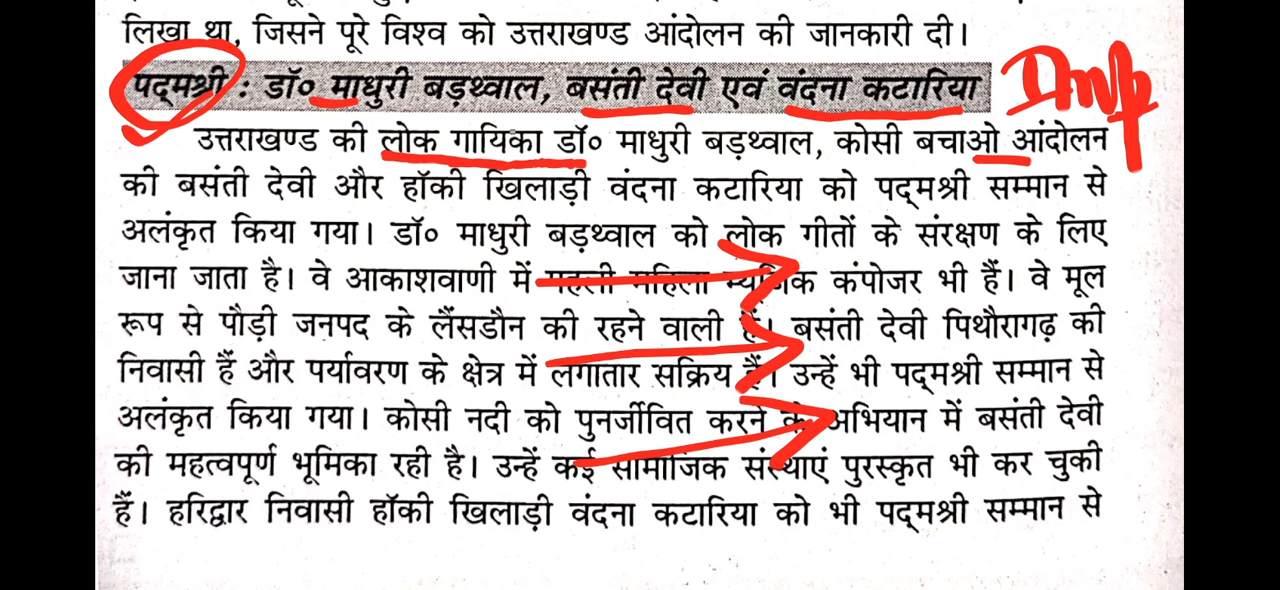 लिखा था, जिसने पूरे विश्व को उत्तराखण्ड आंदोलन की जानकारी दी।
पद्मश्री : डॉ० माधुरी बड़थ्वाल, बसंती देवी एवं वंदना कटारिया Imp
उत्तराखण्ड की लोक गायिका डॉ० माधुरी बड़थ्वाल, कोसी बचाओ आंदोलन
की बसंती देवी और हॉकी खिलाड़ी वंदना कटारिया को पद्मश्री सम्मान से
अलंकृत किया गया। डॉ० माधुरी बड़थ्वाल को लोक गीतों के संरक्षण के लिए
जाना जाता है। वे आकाशवाणी में पहली महिला म्यूजिक कंपोजर भी हैं। वे मूल
रूप से पौड़ी जनपद के लैंसडौन की रहने वाली हैं। बसंती देवी पिथौरागढ़ की
निवासी हैं और पर्यावरण के क्षेत्र में लगातार सक्रिय हैं। उन्हें भी पद्मश्री सम्मान से
अलंकृत किया गया। कोसी नदी को पुनर्जीवित करने के अभियान में बसंती देवी
की महत्वपूर्ण भूमिका रही है। उन्हें कई सामाजिक संस्थाएं पुरस्कृत भी कर चुकी
हैं। हरिद्वार निवासी हॉकी खिलाड़ी वंदना कटारिया को भी पद्मश्री सम्मान से